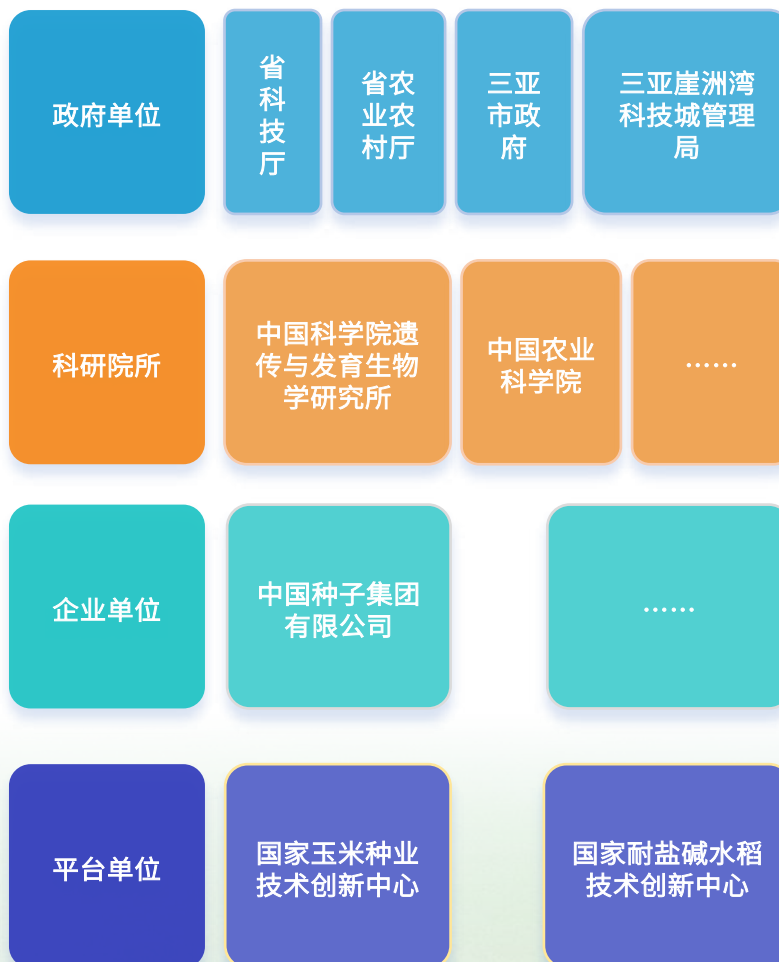 政府单位
省
科
技
厅
省农
业农
村厅
三亚
市政
府
三亚崖洲湾
科技城管理
局
科研院所
中国科学院遗
传与发育生物
学研究所
中国农业
科学院
……
企业单位
中国种子集团
有限公司
……
平台单位
国家玉米种业
技术创新中心
国家耐盐碱水稻
技术创新中心